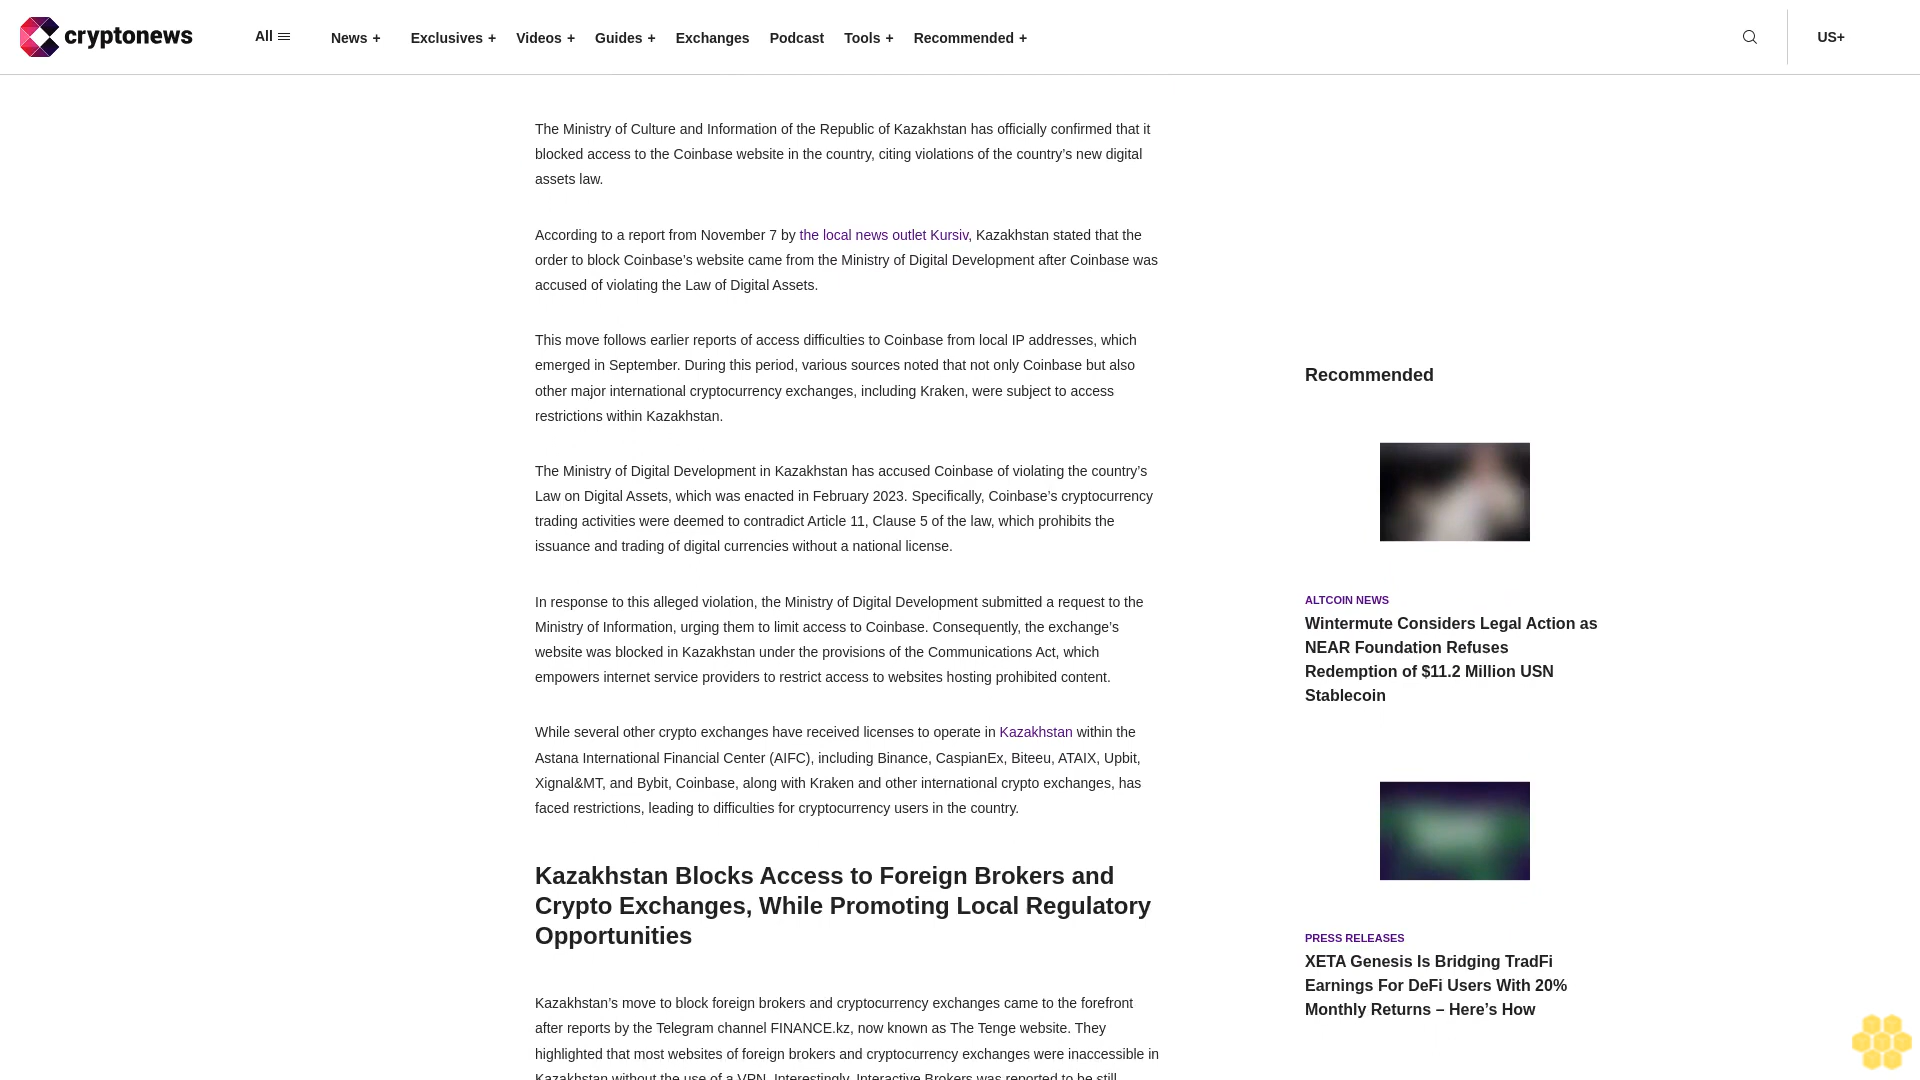 cryptonews
All
News +
Exclusives +
Videos +
Guides +
Exchanges
Podcast
Tools +
Recommended +
US+
The Ministry of Culture and Information of the Republic of Kazakhstan has officially confirmed that it
blocked access to the Coinbase website in the country, citing violations of the country’s new digital
assets law.
According to a report from November 7 by the local news outlet Kursiv, Kazakhstan stated that the
order to block Coinbase’s website came from the Ministry of Digital Development after Coinbase was
accused of violating the Law of Digital Assets.
This move follows earlier reports of access difficulties to Coinbase from local IP addresses, which
emerged in September. During this period, various sources noted that not only Coinbase but also
other major international cryptocurrency exchanges, including Kraken, were subject to access
restrictions within Kazakhstan.
The Ministry of Digital Development in Kazakhstan has accused Coinbase of violating the country’s
Law on Digital Assets, which was enacted in February 2023. Specifically, Coinbase’s cryptocurrency
trading activities were deemed to contradict Article 11, Clause 5 of the law, which prohibits the
issuance and trading of digital currencies without a national license.
In response to this alleged violation, the Ministry of Digital Development submitted a request to the
Ministry of Information, urging them to limit access to Coinbase. Consequently, the exchange’s
website was blocked in Kazakhstan under the provisions of the Communications Act, which
empowers internet service providers to restrict access to websites hosting prohibited content.
While several other crypto exchanges have received licenses to operate in Kazakhstan within the
Astana International Financial Center (AIFC), including Binance, CaspianEx, Biteeu, ATAIX, Upbit,
Xignal&MT, and Bybit, Coinbase, along with Kraken and other international crypto exchanges, has
faced restrictions, leading to difficulties for cryptocurrency users in the country.
Kazakhstan Blocks Access to Foreign Brokers and
Crypto Exchanges, While Promoting Local Regulatory
Opportunities
Kazakhstan’s move to block foreign brokers and cryptocurrency exchanges came to the forefront
after reports by the Telegram channel FINANCE.kz, now known as The Tenge website. They
highlighted that most websites of foreign brokers and cryptocurrency exchanges were inaccessible in
Kazakhstan without the use of a VPN. Interestingly, Interactive Brokers was reported to be still
Recommended
ALTCOIN NEWS
Wintermute Considers Legal Action as
NEAR Foundation Refuses
Redemption of $11.2 Million USN
Stablecoin
PRESS RELEASES
XETA Genesis Is Bridging TradFi
Earnings For DeFi Users With 20%
Monthly Returns – Here’s How